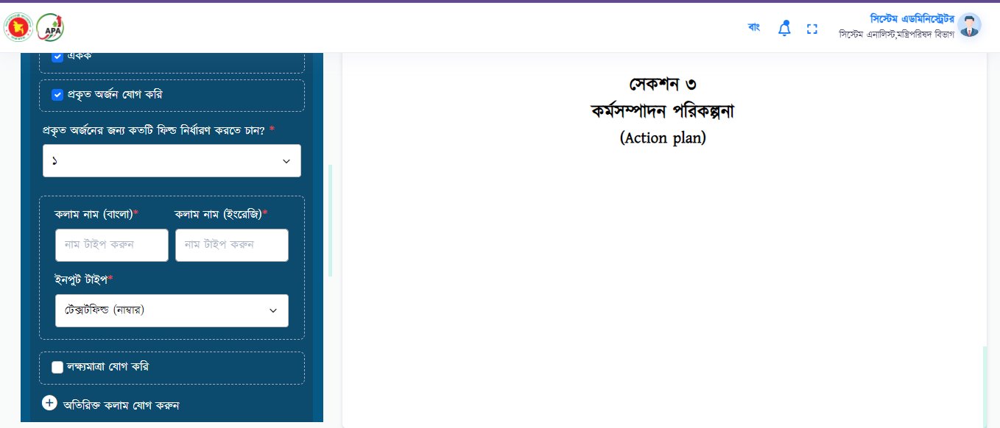 APA
বাং
সিস্টেম এডমিনিস্ট্রেটর
সিস্টেম এনালিস্ট,মন্ত্রিপরিষদ বিভাগ
একক
প্রকৃত অর্জন যোগ করি
প্রকৃত অর্জনের জন্য কতটি ফিল্ড নির্ধারণ করতে চান? *
১
কলাম নাম (বাংলা)*
কলাম নাম (ইংরেজি)*
নাম টাইপ করুন
নাম টাইপ করুন
ইনপুট টাইপ*
টেক্সটফিল্ড (নাম্বার)
লক্ষ্যমাত্রা যোগ করি
অতিরিক্ত কলাম যোগ করুন
সেকশন ৩
কর্মসম্পাদন পরিকল্পনা
(Action plan)